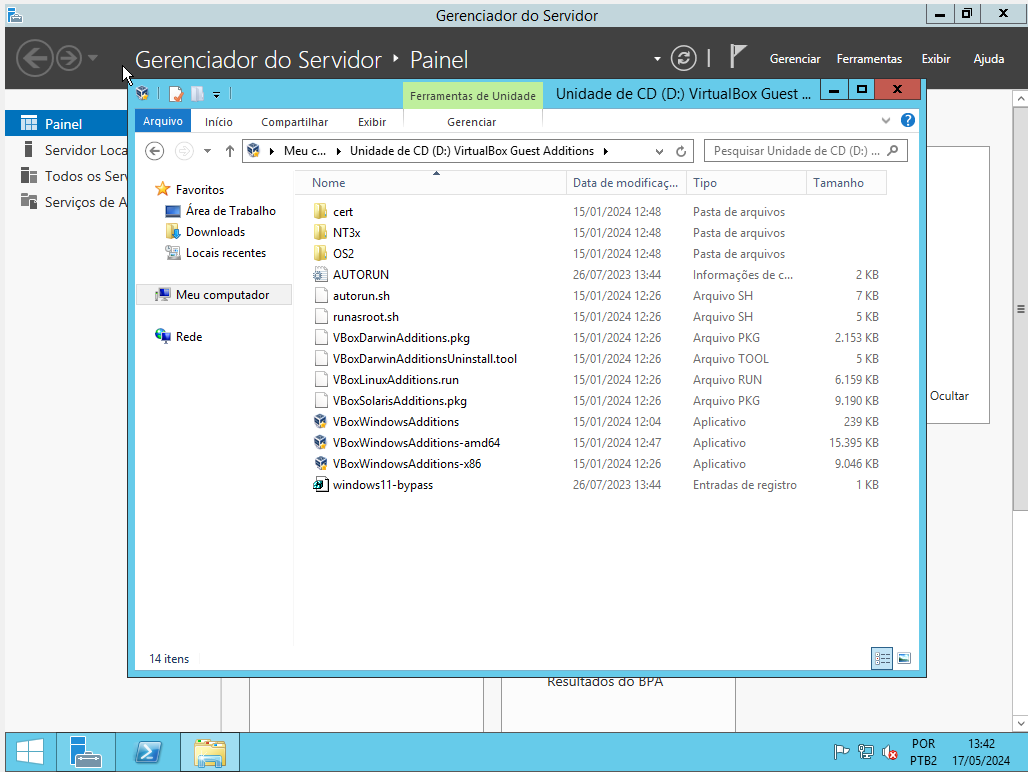 Gerenciador do Servidor
Gerenciador do Servidor ‣ Painel
Gerenciar Ferramentas Exibir Ajuda
Ferramentas de Unidade
Unidade de CD (D:) VirtualBox Guest ...
Arquivo Início Compartilhar Exibir Gerenciar
Meu c... Unidade de CD (D:) VirtualBox Guest Additions
Pesquisar Unidade de CD (D:) ...
Painel
Servidor Loca
Todos os Serv
Serviços de A
Favoritos
Área de Trabalho
Downloads
Locais recentes
Meu computador
Rede
Nome Data de modificaç... Tipo Tamanho
cert 15/01/2024 12:48 Pasta de arquivos
NT3x 15/01/2024 12:48 Pasta de arquivos
OS2 15/01/2024 12:48 Pasta de arquivos
AUTORUN 26/07/2023 13:44 Informações de c... 2 KB
autorun.sh 15/01/2024 12:26 Arquivo SH 7 KB
runasroot.sh 15/01/2024 12:26 Arquivo SH 5 KB
VBoxDarwinAdditions.pkg 15/01/2024 12:26 Arquivo PKG 2.153 KB
VBoxDarwinAdditionsUninstall.tool 15/01/2024 12:26 Arquivo TOOL 5 KB
VBoxLinuxAdditions.run 15/01/2024 12:26 Arquivo RUN 6.159 KB
VBoxSolarisAdditions.pkg 15/01/2024 12:26 Arquivo PKG 9.190 KB
VBoxWindowsAdditions 15/01/2024 12:04 Aplicativo 239 KB
VBoxWindowsAdditions-amd64 15/01/2024 12:47 Aplicativo 15.395 KB
VBoxWindowsAdditions-x86 15/01/2024 12:26 Aplicativo 9.046 KB
windows11-bypass 26/07/2023 13:44 Entradas de registro 1 KB
Ocultar
14 itens
Resultados do BPA
POR 13:42
PTB2 17/05/2024